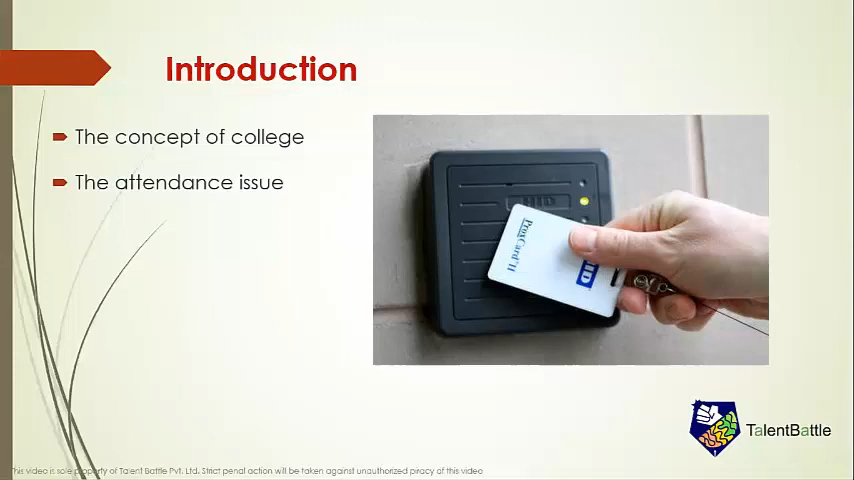 Introduction
The concept of college
The attendance issue
ProxCard II
HID
TalentBattle
This video is sole property of Talent Battle Pvt. Ltd. Strict penal action will be taken against unauthorized piracy of this video